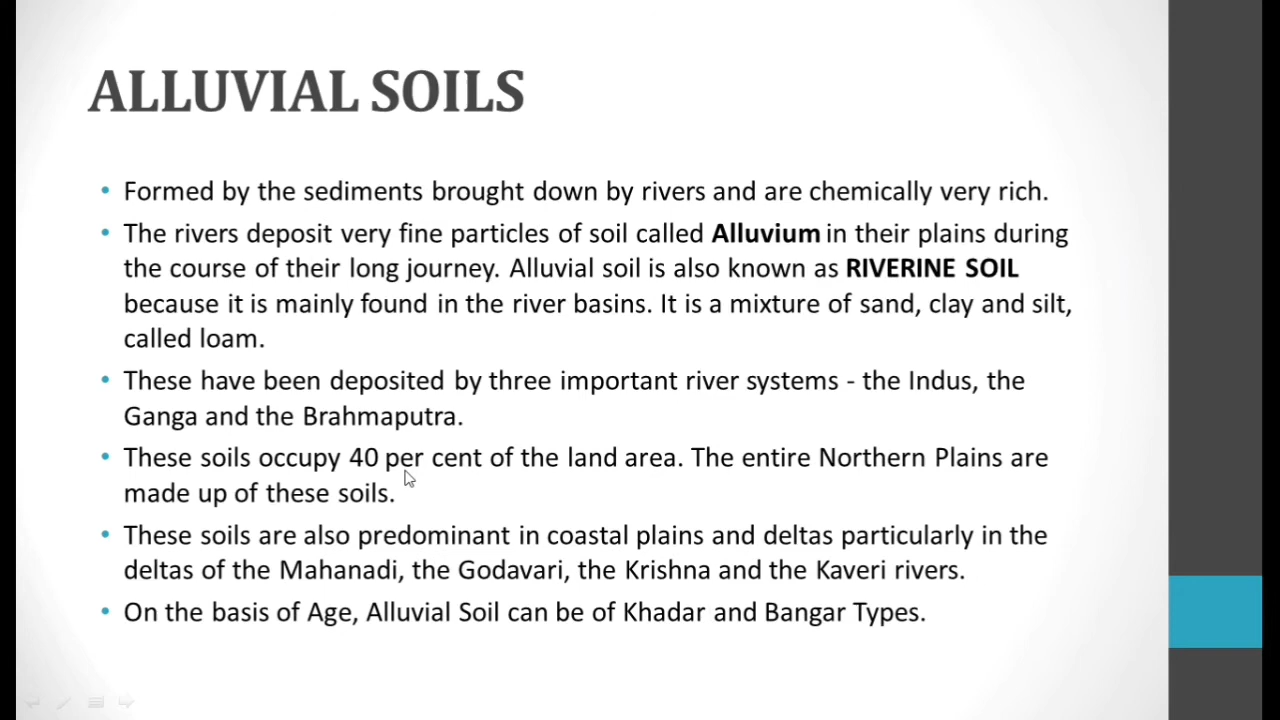 ALLUVIAL SOILS
• Formed by the sediments brought down by rivers and are chemically very rich.
• The rivers deposit very fine particles of soil called Alluvium in their plains during
the course of their long journey. Alluvial soil is also known as RIVERINE SOIL
because it is mainly found in the river basins. It is a mixture of sand, clay and silt,
called loam.
• These have been deposited by three important river systems - the Indus, the
Ganga and the Brahmaputra.
• These soils occupy 40 per cent of the land area. The entire Northern Plains are
made up of these soils.
• These soils are also predominant in coastal plains and deltas particularly in the
deltas of the Mahanadi, the Godavari, the Krishna and the Kaveri rivers.
• On the basis of Age, Alluvial Soil can be of Khadar and Bangar Types.